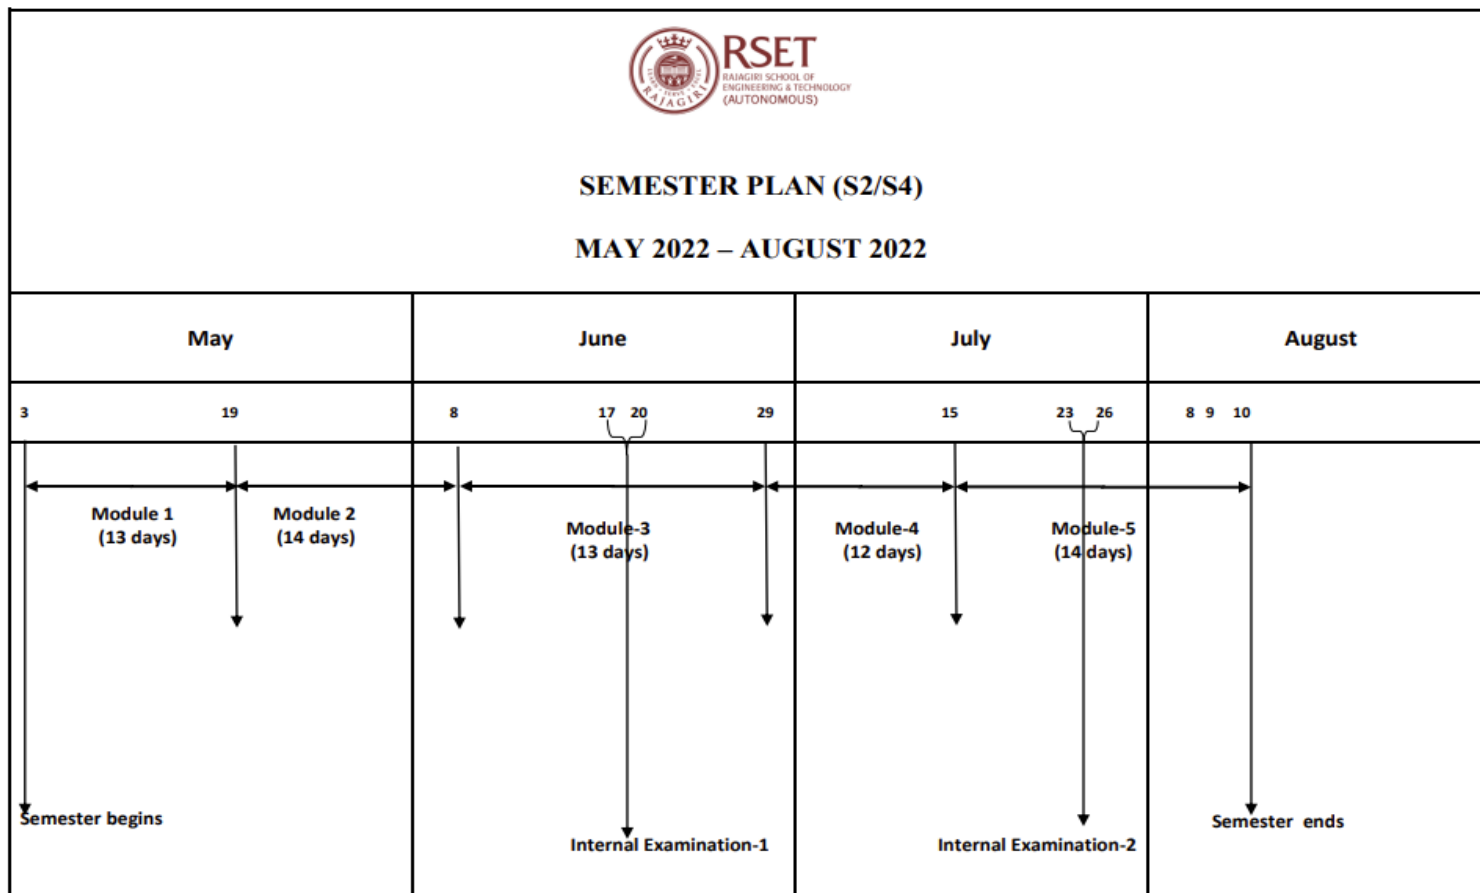 RSET
RAJAGIRI SCHOOL OF
ENGINEERING & TECHNOLOGY
(AUTONOMOUS)
RAJAGIRI
SEMESTER PLAN (S2/S4)
MAY 2022 – AUGUST 2022
May June July August
3 19 8 17 20 29 15 23 26 8 9 10
Module 1
(13 days)
Module 2
(14 days)
Module-3
(13 days)
Module-4
(12 days)
Module-5
(14 days)
Semester begins
Internal Examination-1
Internal Examination-2
Semester ends